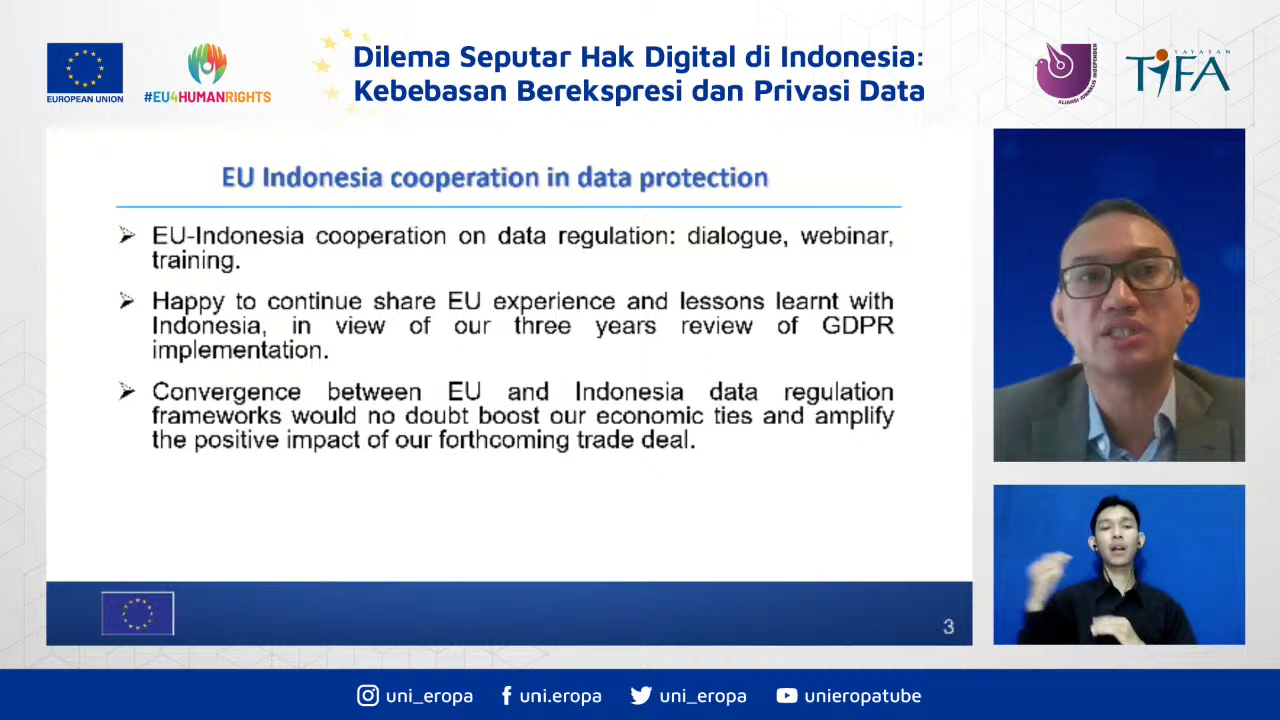 EUROPEAN UNION
#EU4HUMANRIGHTS
Dilema Seputar Hak Digital di Indonesia:
Kebebasan Berekspresi dan Privasi Data
ALIANSI JURNALIS INDEPENDEN
YAYASAN
TIFA
EU Indonesia cooperation in data protection
EU-Indonesia cooperation on data regulation: dialogue, webinar,
training.
Happy to continue share EU experience and lessons learnt with
Indonesia, in view of our three years review of GDPR
implementation.
Convergence between EU and Indonesia data regulation
frameworks would no doubt boost our economic ties and amplify
the positive impact of our forthcoming trade deal.
3
uni_eropa
uni.eropa
uni_eropa
unieropatube